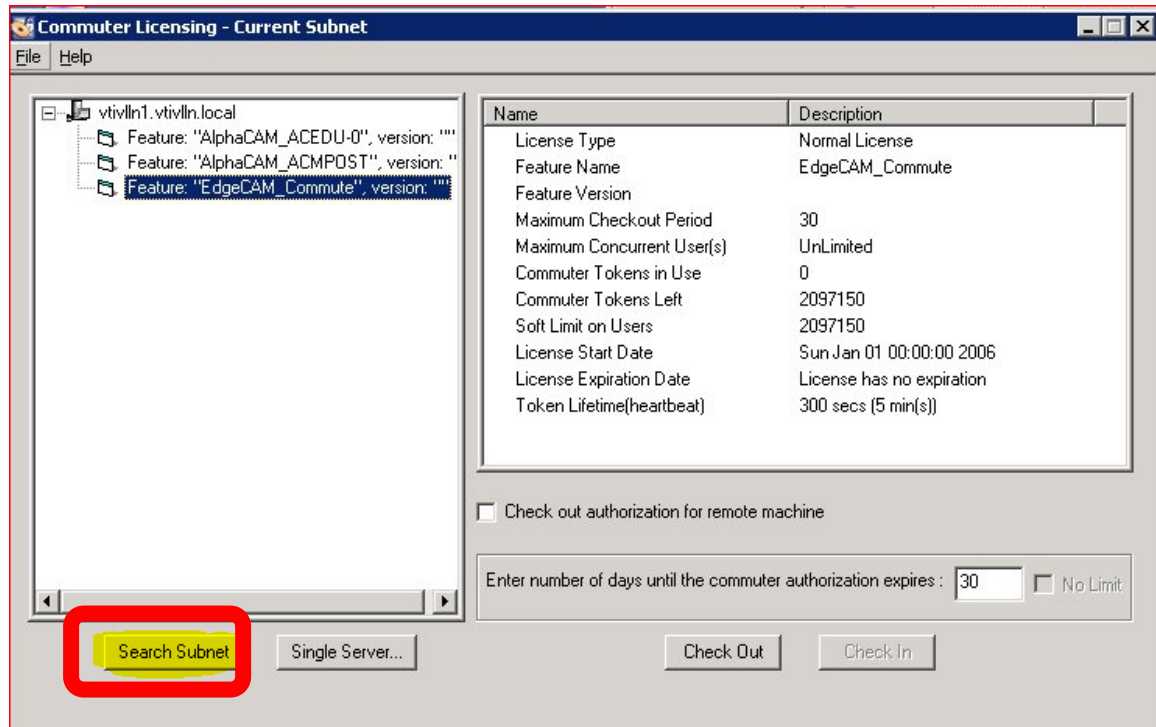 Commuter Licensing - Current Subnet
File Help
vtivlln1.vtivlln.local
Feature: "AlphaCAM_ACEDU-0", version: ""
Feature: "AlphaCAM_ACMPOST", version: "
Feature: "EdgeCAM_Commute", version: ""
Name Description
License Type Normal License
Feature Name EdgeCAM_Commute
Feature Version
Maximum Checkout Period 30
Maximum Concurrent User(s) UnLimited
Commuter Tokens in Use 0
Commuter Tokens Left 2097150
Soft Limit on Users 2097150
License Start Date Sun Jan 01 00:00:00 2006
License Expiration Date License has no expiration
Token Lifetime(heartbeat) 300 secs (5 min(s))
Check out authorization for remote machine
Enter number of days until the commuter authorization expires : 30 No Limit
Search Subnet Single Server... Check Out Check In